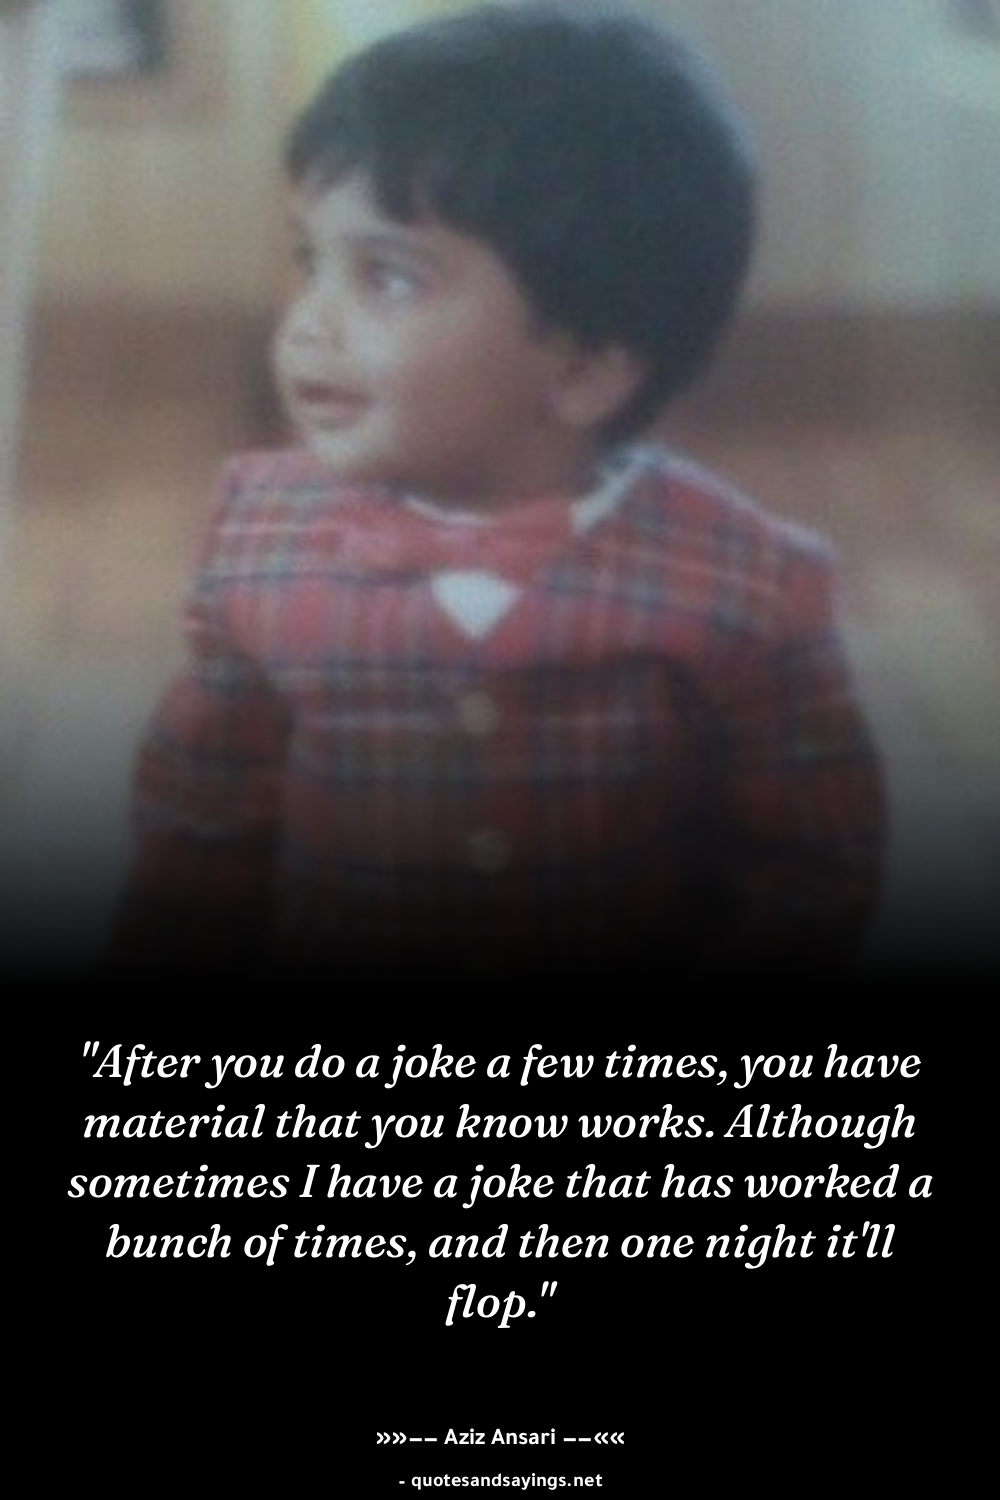 "After you do a joke a few times, you have
material that you know works. Although
sometimes I have a joke that has worked a
bunch of times, and then one night it'll
flop."
»»−− Aziz Ansari −−««
- quotesandsayings.net